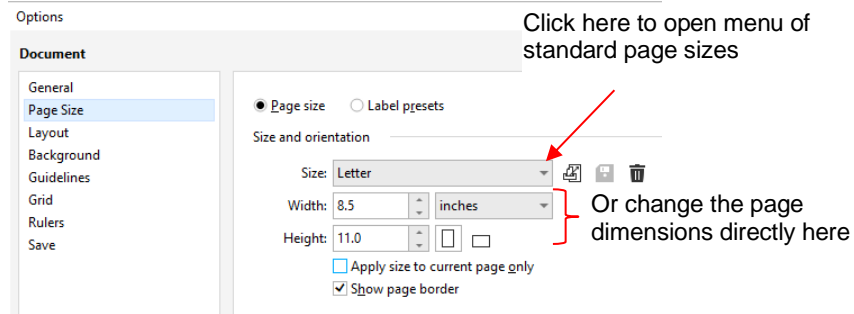 Options
Click here to open menu of
standard page sizes
Document
General
Page Size
Layout
Background
Guidelines
Grid
Rulers
Save
Page size Label presets
Size and orientation
Size: Letter
Width: 8.5 inches
Height: 11.0
Or change the page
dimensions directly here
Apply size to current page only
Show page border